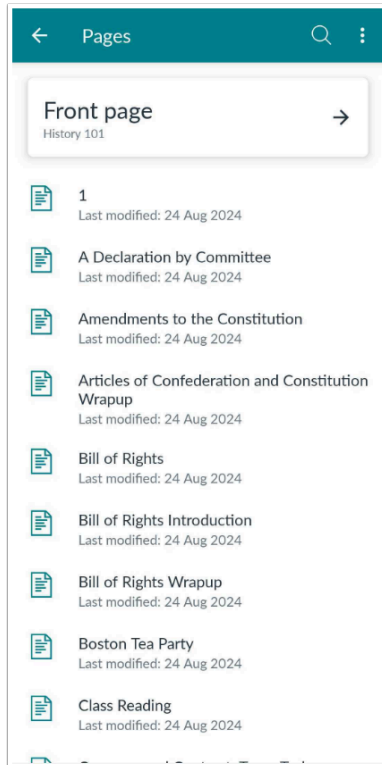 Pages
Front page
History 101
1
Last modified: 24 Aug 2024
A Declaration by Committee
Last modified: 24 Aug 2024
Amendments to the Constitution
Last modified: 24 Aug 2024
Articles of Confederation and Constitution
Wrapup
Last modified: 24 Aug 2024
Bill of Rights
Last modified: 24 Aug 2024
Bill of Rights Introduction
Last modified: 24 Aug 2024
Bill of Rights Wrapup
Last modified: 24 Aug 2024
Boston Tea Party
Last modified: 24 Aug 2024
Class Reading
Last modified: 24 Aug 2024